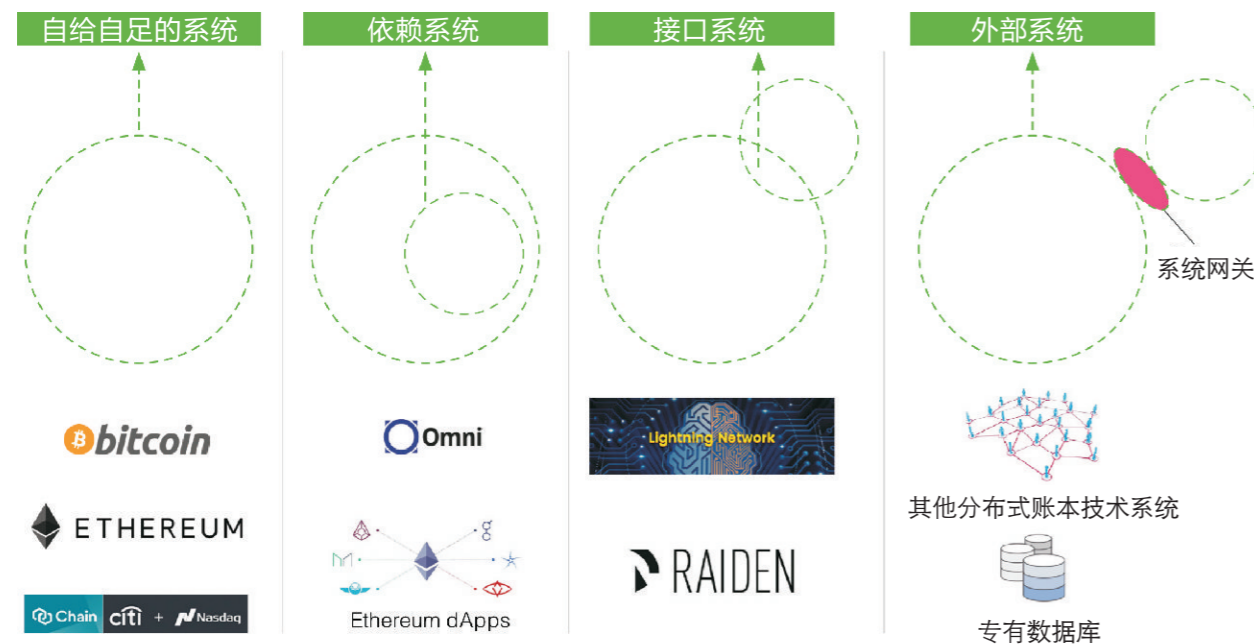 自给自足的系统
依赖系统
接口系统
外部系统
系统网关
bitcoin
ETHEREUM
Chain citi + Nasdaq
Omni
Ethereum dApps
Lightning Network
RAIDEN
其他分布式账本技术系统
专有数据库